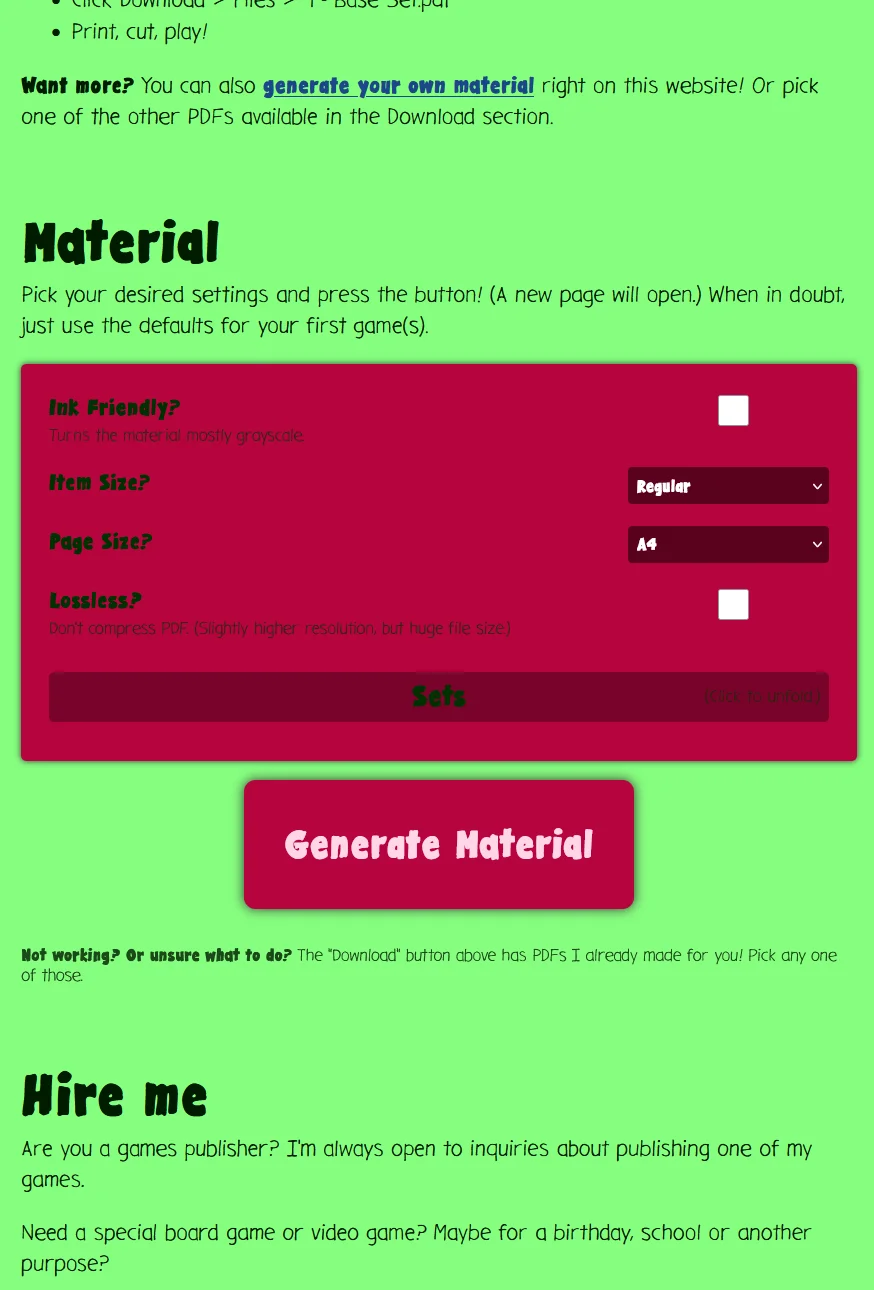 Click Download > Files > 1 - Base Set.pdf
Print, cut, play!
Want more? You can also generate your own material right on this website! Or pick
one of the other PDFs available in the Download section.
Material
Pick your desired settings and press the button! (A new page will open.) When in doubt,
just use the defaults for your first game(s).
Ink Friendly?
Turns the material mostly grayscale.
Item Size?
Regular
Page Size?
A4
Lossless?
Don't compress PDF. (Slightly higher resolution, but huge file size.)
Sets
(Click to unfold.)
Generate Material
Not working? Or unsure what to do? The "Download" button above has PDFs I already made for you! Pick any one
of those.
Hire me
Are you a games publisher? I'm always open to inquiries about publishing one of my
games.
Need a special board game or video game? Maybe for a birthday, school or another
purpose?